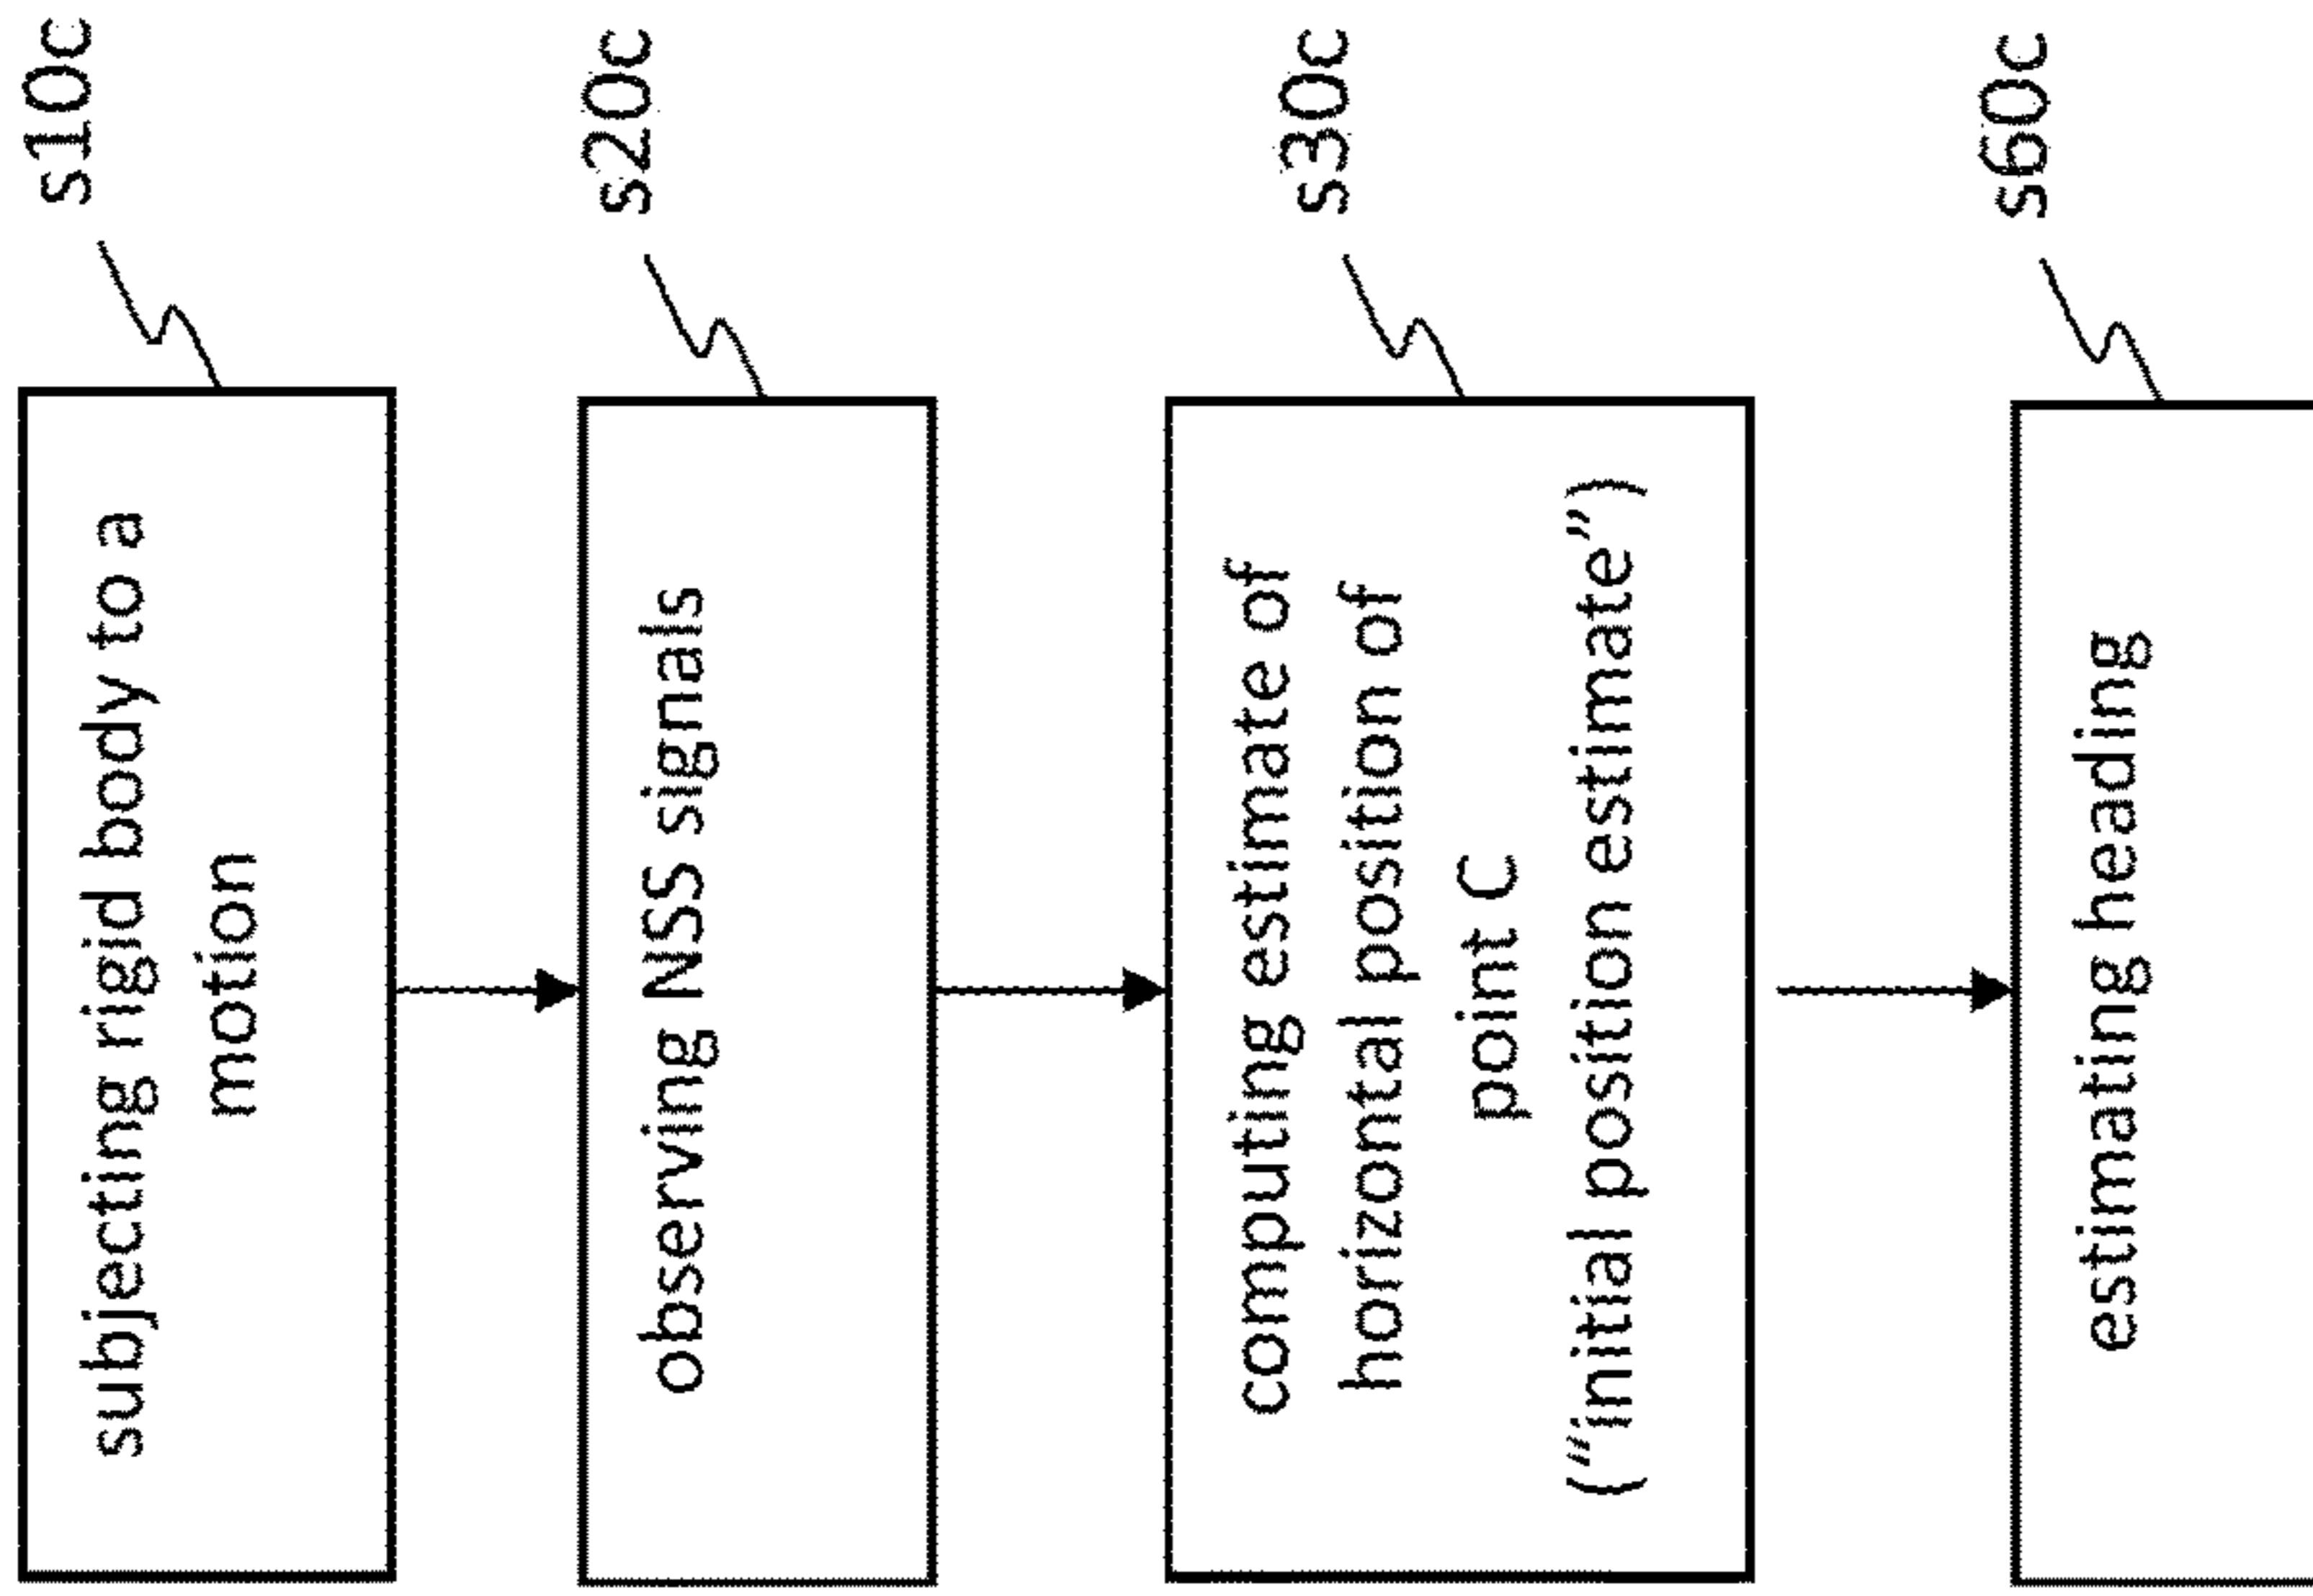 s10c
subjecting rigid body to a
motion
s20c
observing NSS signals
s30c
computing estimate of
horizontal position of
point C
("initial position estimate")
s60c
estimating heading